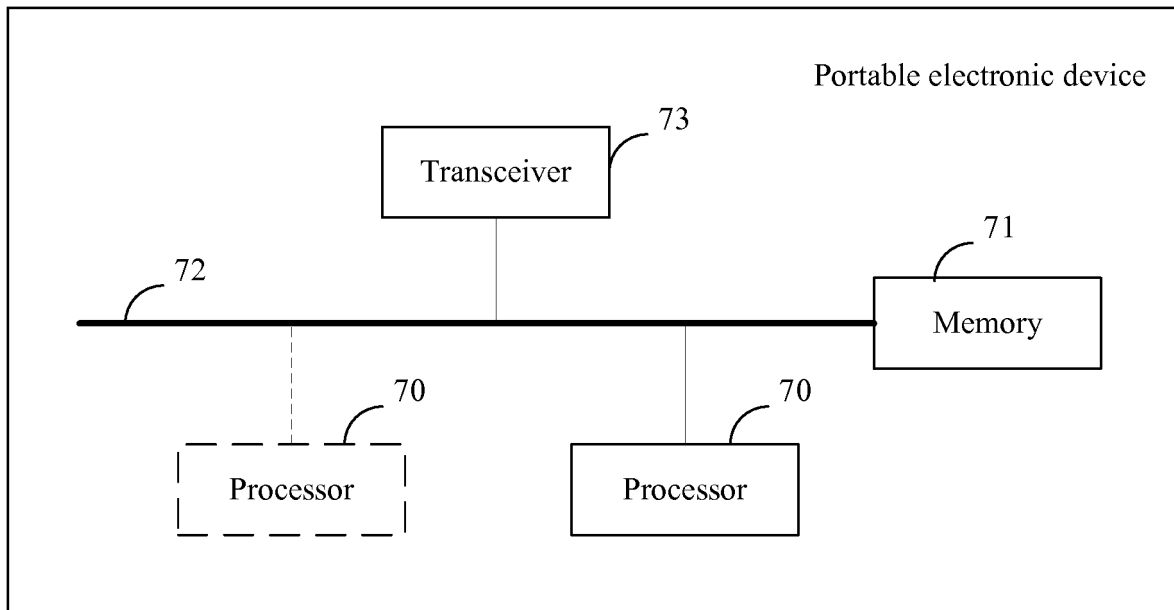 Portable electronic device
73
Transceiver
71
72
Memory
70
70
Processor
Processor